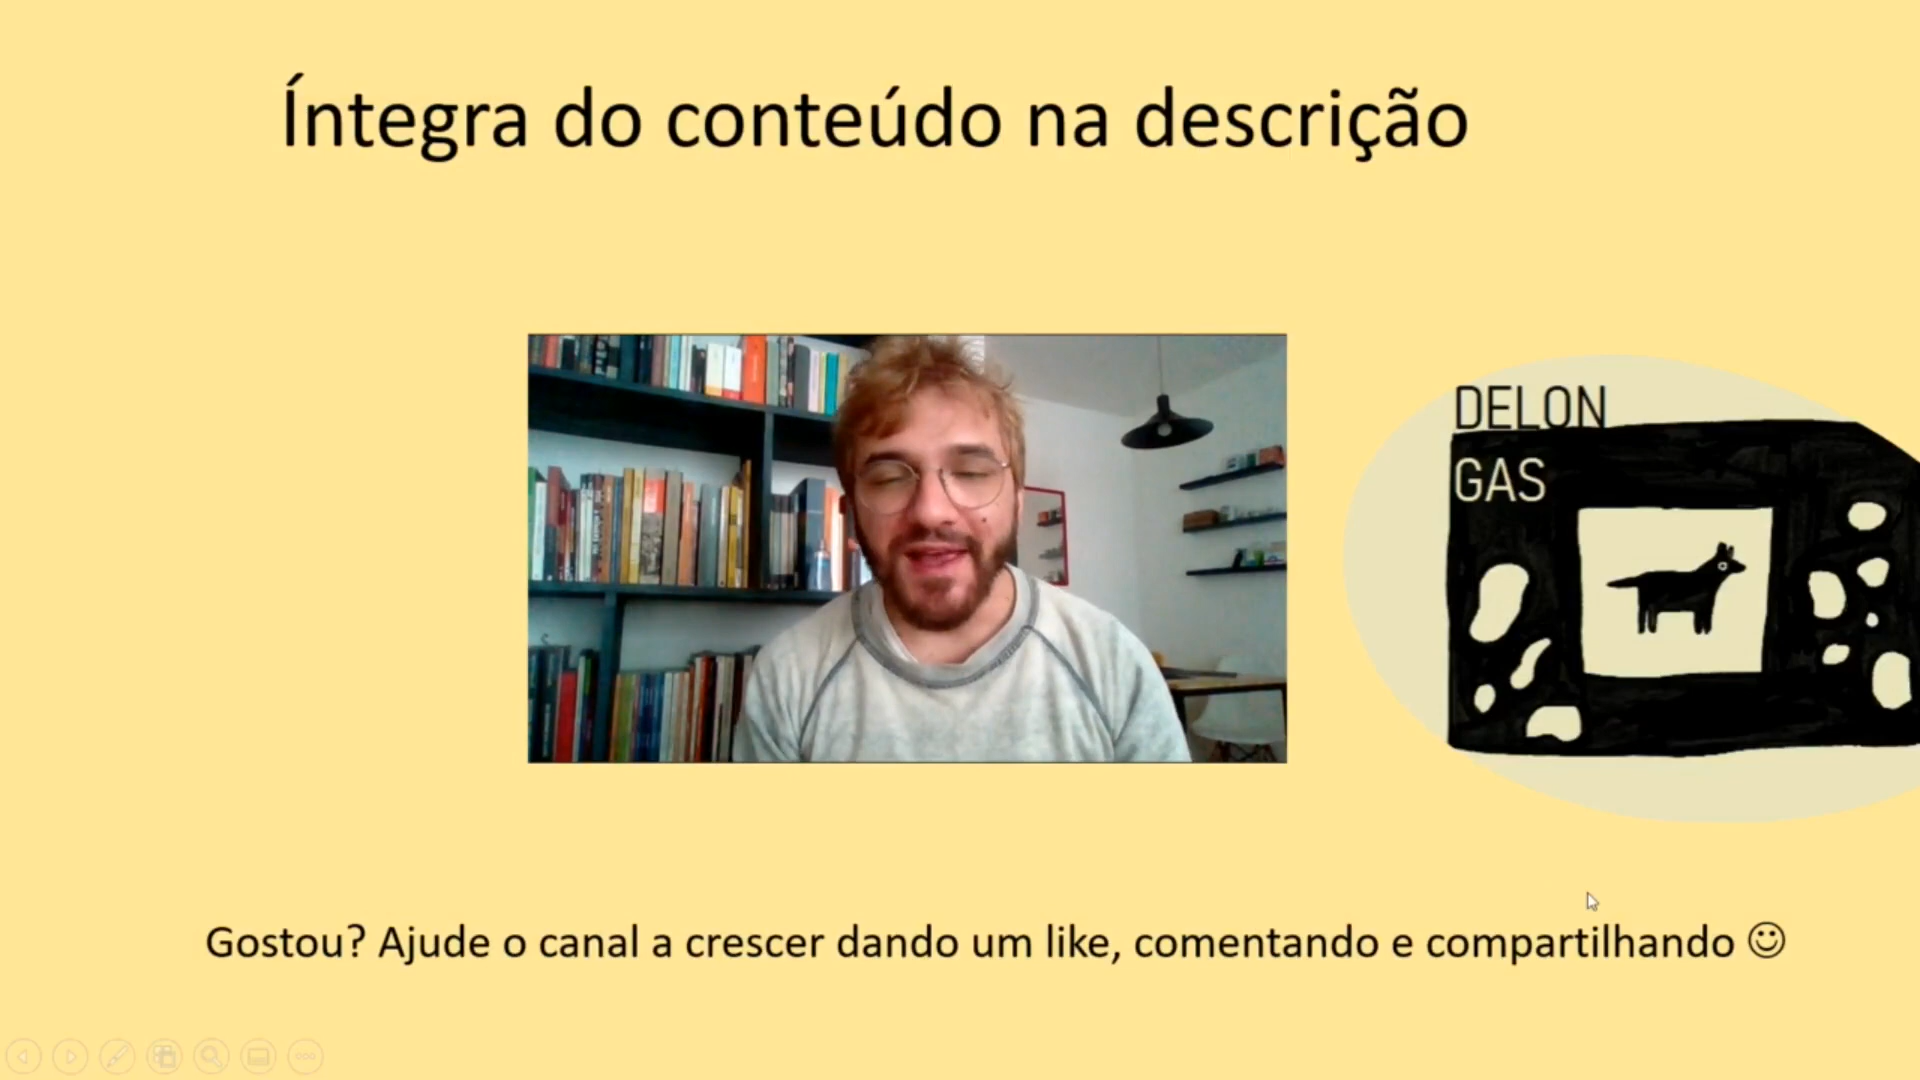 Íntegra do conteúdo na descrição
DELON
GAS
Gostou? Ajude o canal a crescer dando um like, comentando e compartilhando ☺